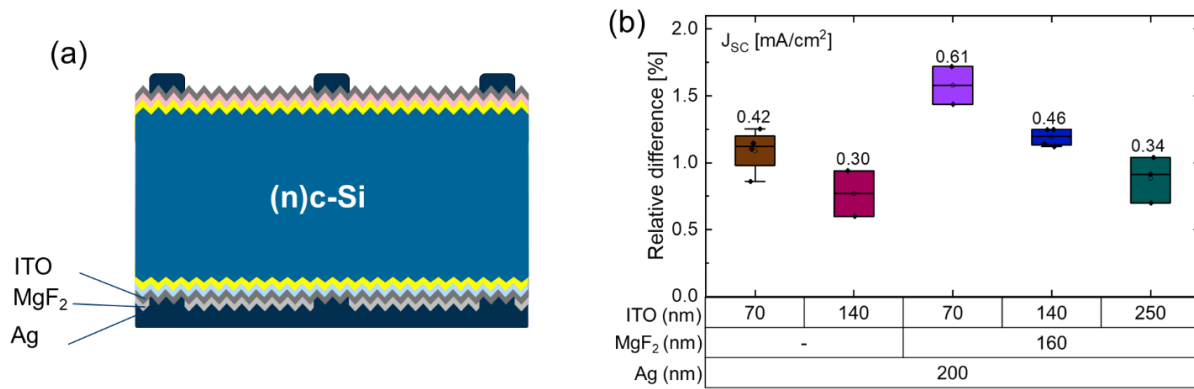 (a)
(n)c-Si
ITO
MgF₂
Ag
(b)
Relative difference [%]
2.0
1.5
1.0
0.5
0.0
J_SC [mA/cm²]
0.42
0.30
0.61
0.46
0.34
ITO (nm) 70 140 70 140 250
MgF₂ (nm) - 160
Ag (nm) 200